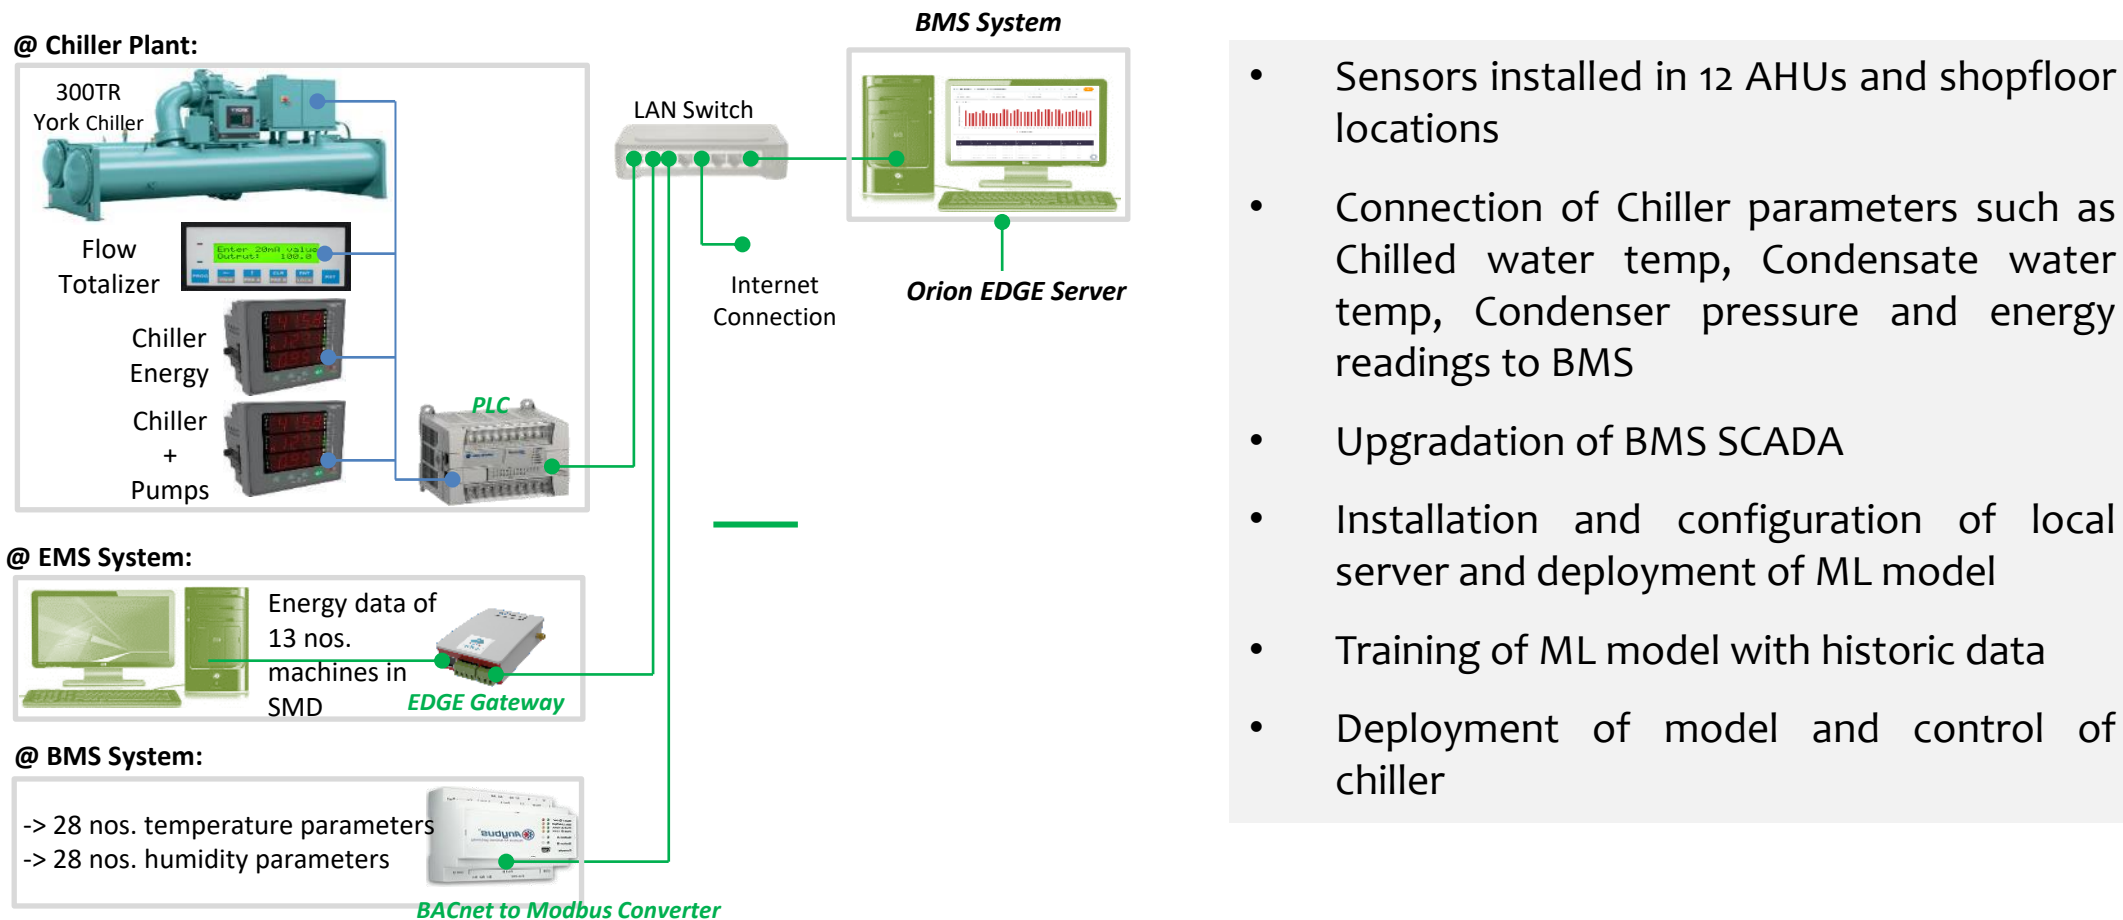 BMS System
@ Chiller Plant:
300TR
York Chiller
Flow
Totalizer
Enter 20mA value
Output: 100.0
Chiller
Energy
Chiller
+
Pumps
PLC
LAN Switch
Internet
Connection
Orion EDGE Server
@ EMS System:
Energy data of
13 nos.
machines in
SMD
EDGE Gateway
@ BMS System:
-> 28 nos. temperature parameters
-> 28 nos. humidity parameters
Anybus
BACnet to Modbus Converter
• Sensors installed in 12 AHUs and shopfloor
locations
• Connection of Chiller parameters such as
Chilled water temp, Condensate water
temp, Condenser pressure and energy
readings to BMS
• Upgradation of BMS SCADA
• Installation and configuration of local
server and deployment of ML model
• Training of ML model with historic data
• Deployment of model and control of
chiller